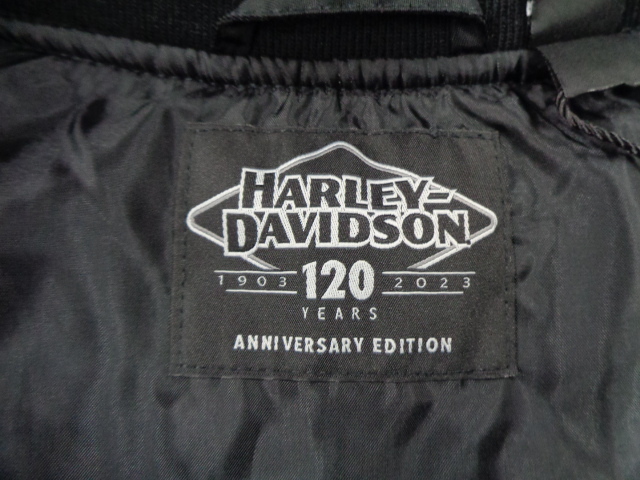 HARLEY-
DAVIDSON
1903 120 2023
YEARS
ANNIVERSARY EDITION